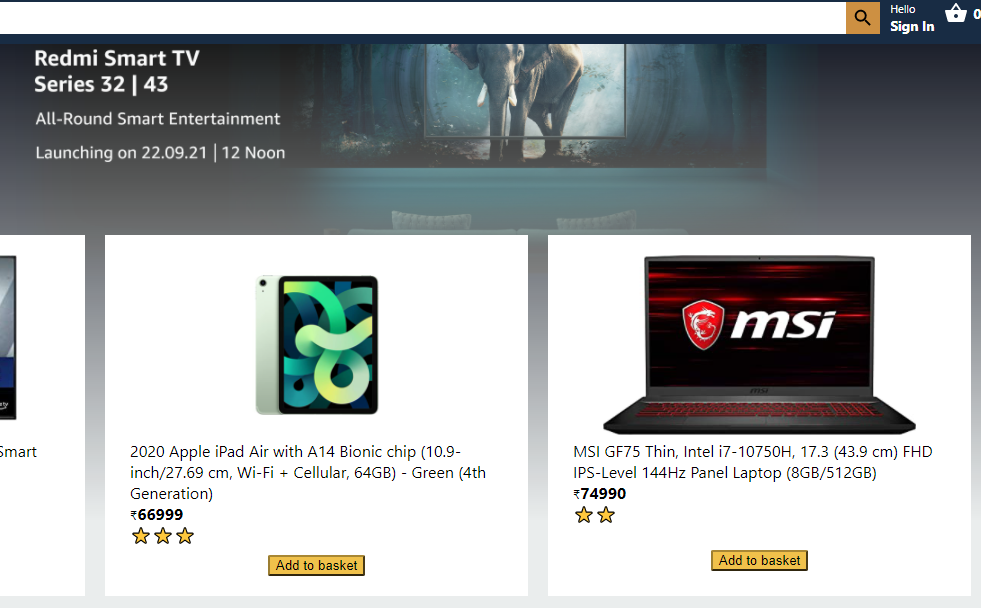 Hello
Sign In
0
Redmi Smart TV
Series 32 | 43
All-Round Smart Entertainment
Launching on 22.09.21 | 12 Noon
Smart
2020 Apple iPad Air with A14 Bionic chip (10.9-
inch/27.69 cm, Wi-Fi + Cellular, 64GB) - Green (4th
Generation)
₹66999
Add to basket
msi
msi
MSI GF75 Thin, Intel i7-10750H, 17.3 (43.9 cm) FHD
IPS-Level 144Hz Panel Laptop (8GB/512GB)
₹74990
Add to basket